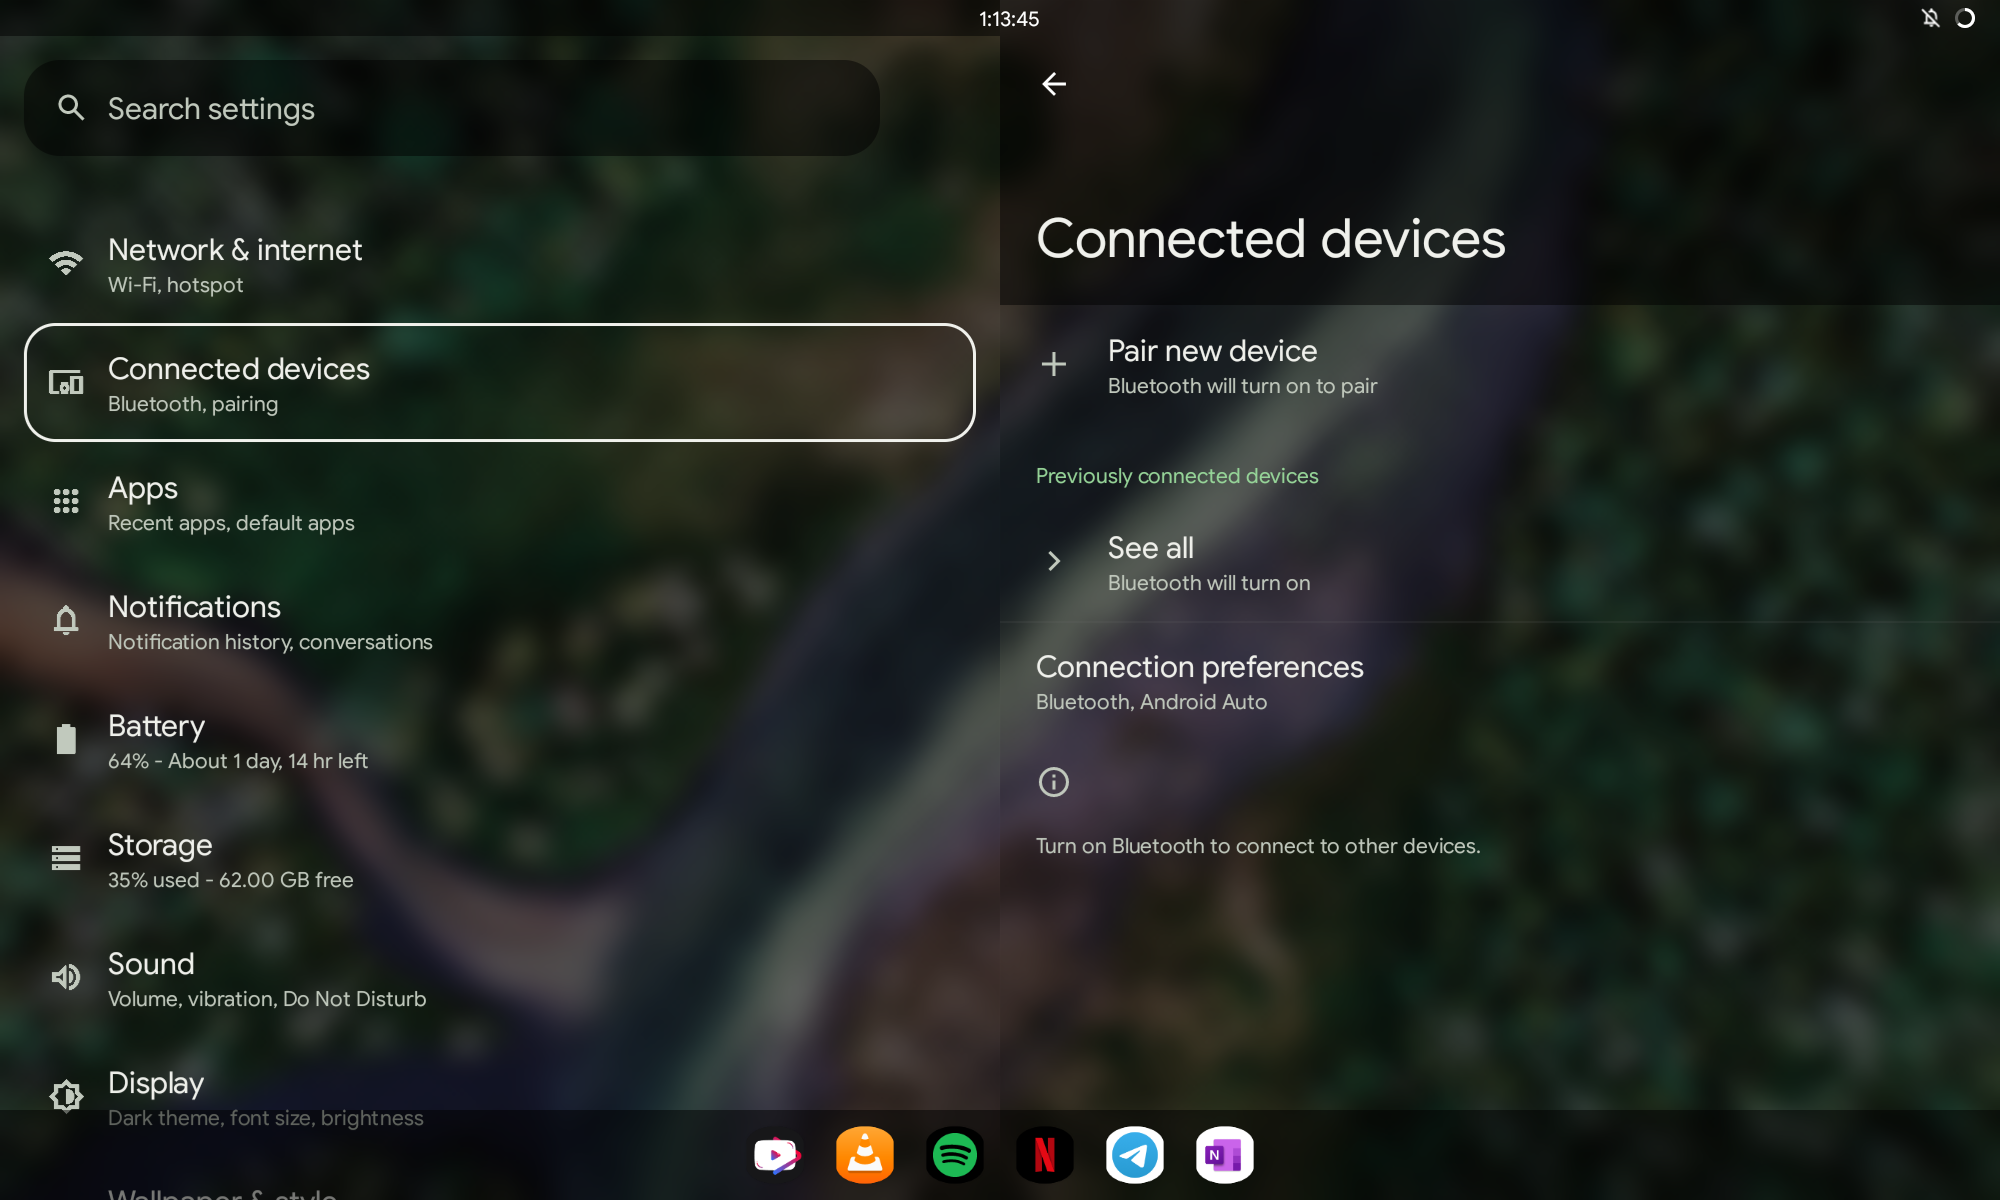 1:13:45
Search settings
Network & internet
Wi-Fi, hotspot
Connected devices
Bluetooth, pairing
Apps
Recent apps, default apps
Notifications
Notification history, conversations
Battery
64% - About 1 day, 14 hr left
Storage
35% used - 62.00 GB free
Sound
Volume, vibration, Do Not Disturb
Display
Dark theme, font size, brightness
Wallpaper & style
Connected devices
Pair new device
Bluetooth will turn on to pair
Previously connected devices
See all
Bluetooth will turn on
Connection preferences
Bluetooth, Android Auto
Turn on Bluetooth to connect to other devices.
N
N